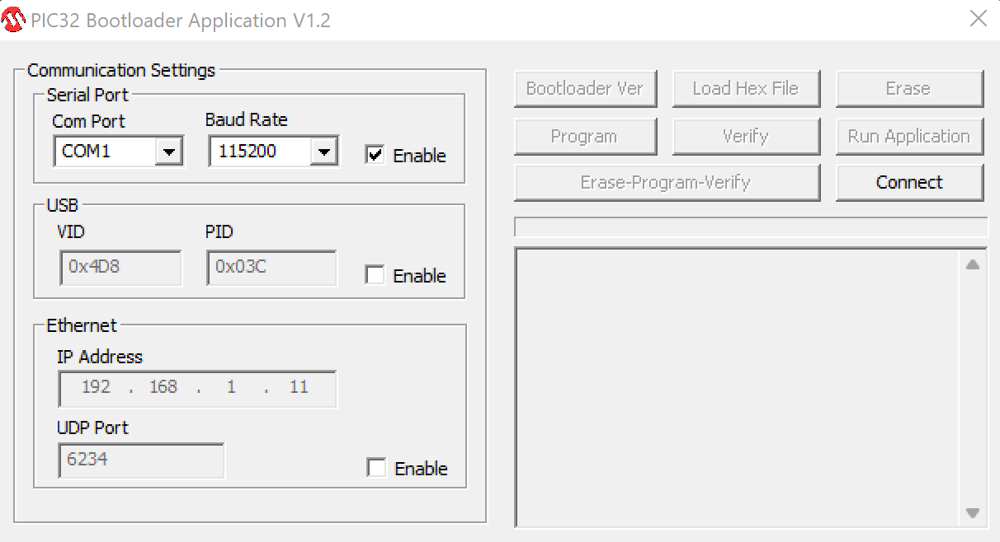 PIC32 Bootloader Application V1.2
Communication Settings
Serial Port
Com Port
Baud Rate
COM1
115200
Enable
USB
VID
PID
0x4D8
0x03C
Enable
Ethernet
IP Address
192 . 168 . 1 . 11
UDP Port
6234
Enable
Bootloader Ver
Load Hex File
Erase
Program
Verify
Run Application
Erase-Program-Verify
Connect